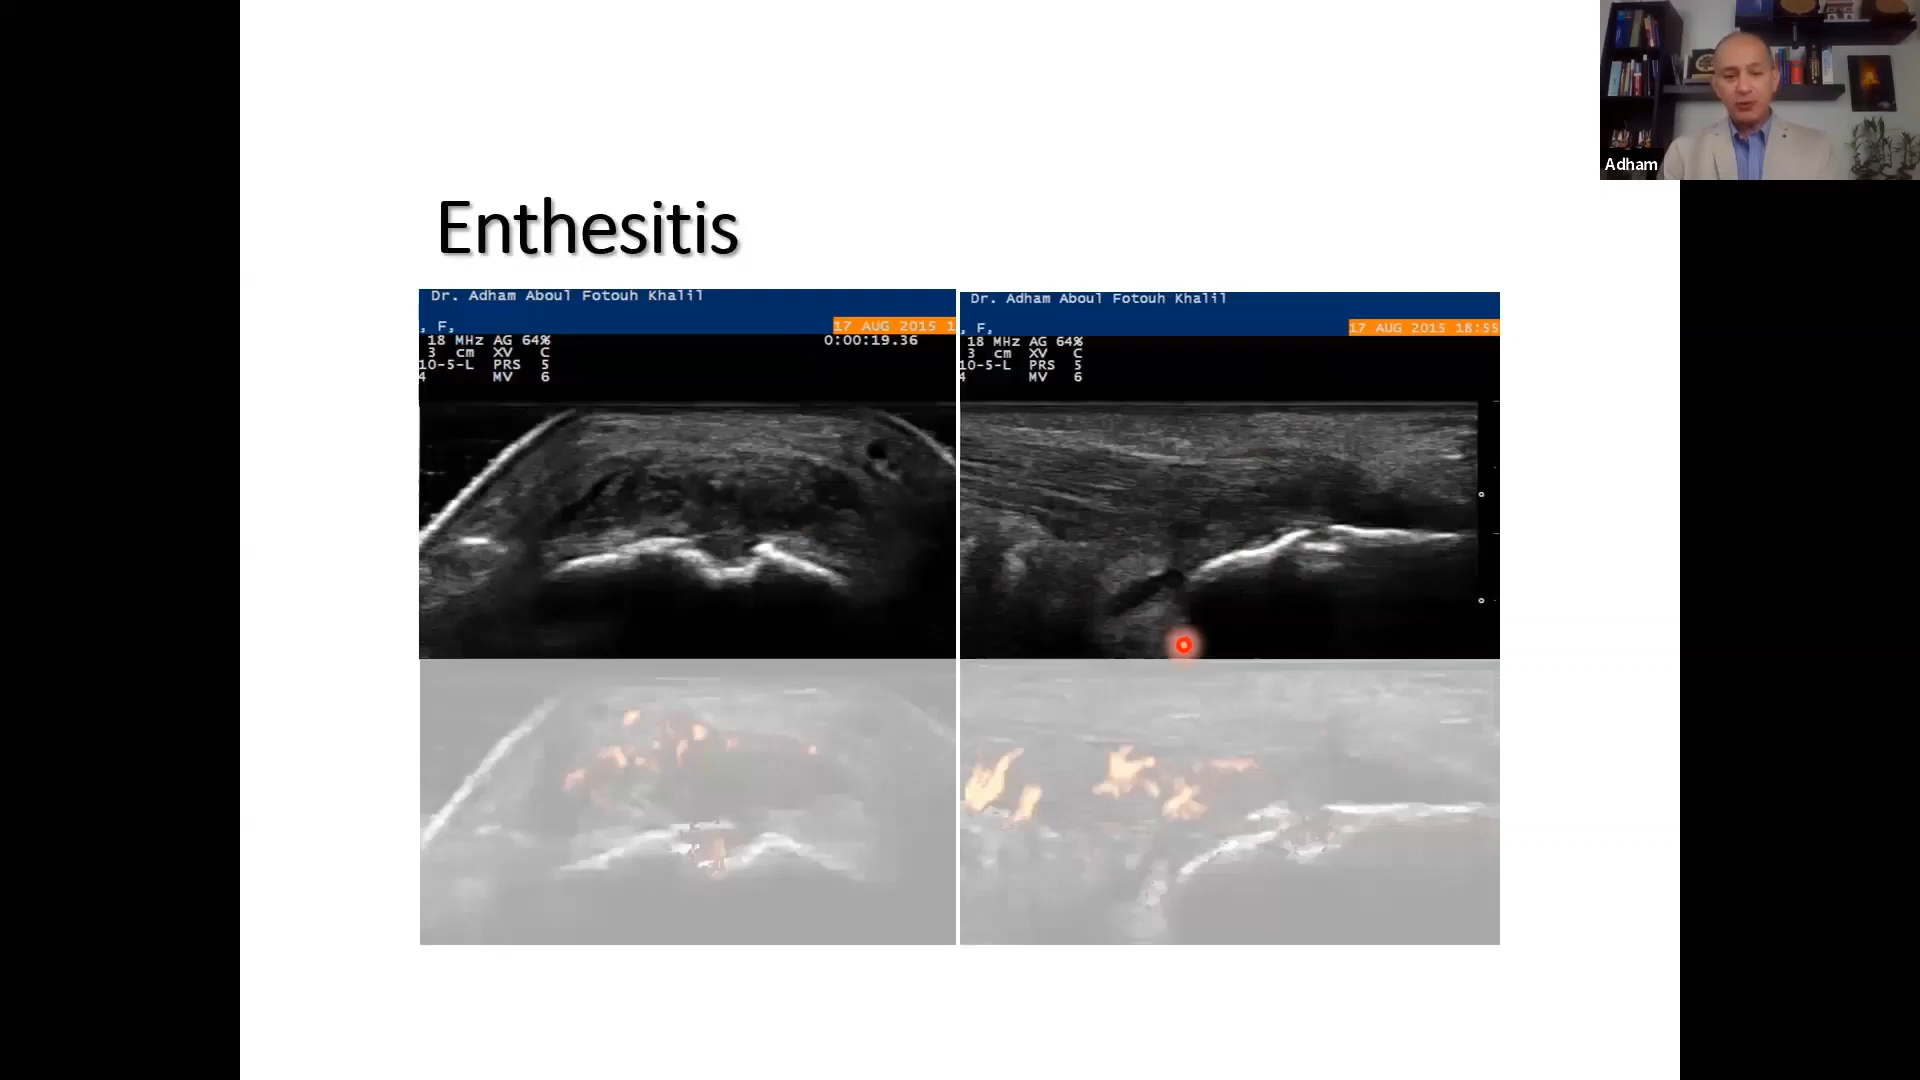 Adham
Enthesitis
Dr. Adham Aboul Fotouh Khalil
, F,
17 AUG 2015 1
18 MHz AG 64%
0:00:19.36
3 cm XV C
10-5-L PRS 5
4 MV 6
Dr. Adham Aboul Fotouh Khalil
, F,
17 AUG 2015 18:55
18 MHz AG 64%
3 cm XV C
10-5-L PRS 5
4 MV 6